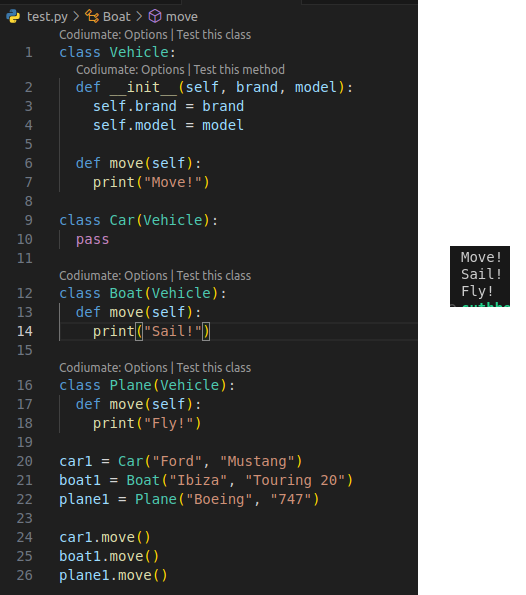 test.py > Boat > move
Codiumate: Options | Test this class
1 class Vehicle:
Codiumate: Options | Test this method
2 def __init__(self, brand, model):
3 self.brand = brand
4 self.model = model
5
6 def move(self):
7 print("Move!")
8
9 class Car(Vehicle):
10 pass
11
Codiumate: Options | Test this class
12 class Boat(Vehicle):
13 def move(self):
14 print("Sail!")
15
Codiumate: Options | Test this class
16 class Plane(Vehicle):
17 def move(self):
18 print("Fly!")
19
20 car1 = Car("Ford", "Mustang")
21 boat1 = Boat("Ibiza", "Touring 20")
22 plane1 = Plane("Boeing", "747")
23
24 car1.move()
25 boat1.move()
26 plane1.move()
Move!
Sail!
Fly!